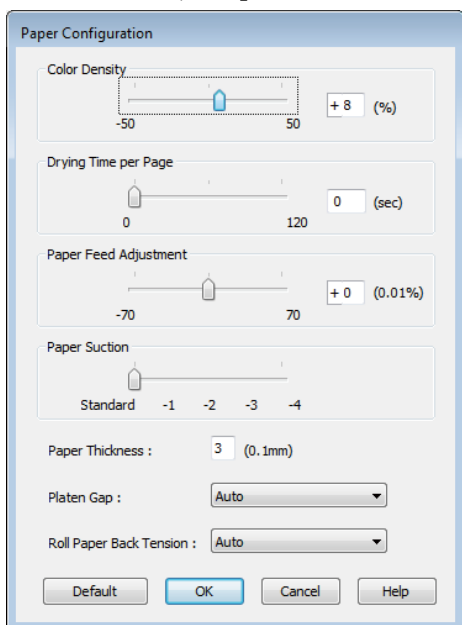 Paper Configuration
Color Density
+ 8 (%)
-50 50
Drying Time per Page
0 (sec)
0 120
Paper Feed Adjustment
+ 0 (0.01%)
-70 70
Paper Suction
Standard -1 -2 -3 -4
Paper Thickness : 3 (0.1mm)
Platen Gap : Auto
Roll Paper Back Tension : Auto
Default OK Cancel Help